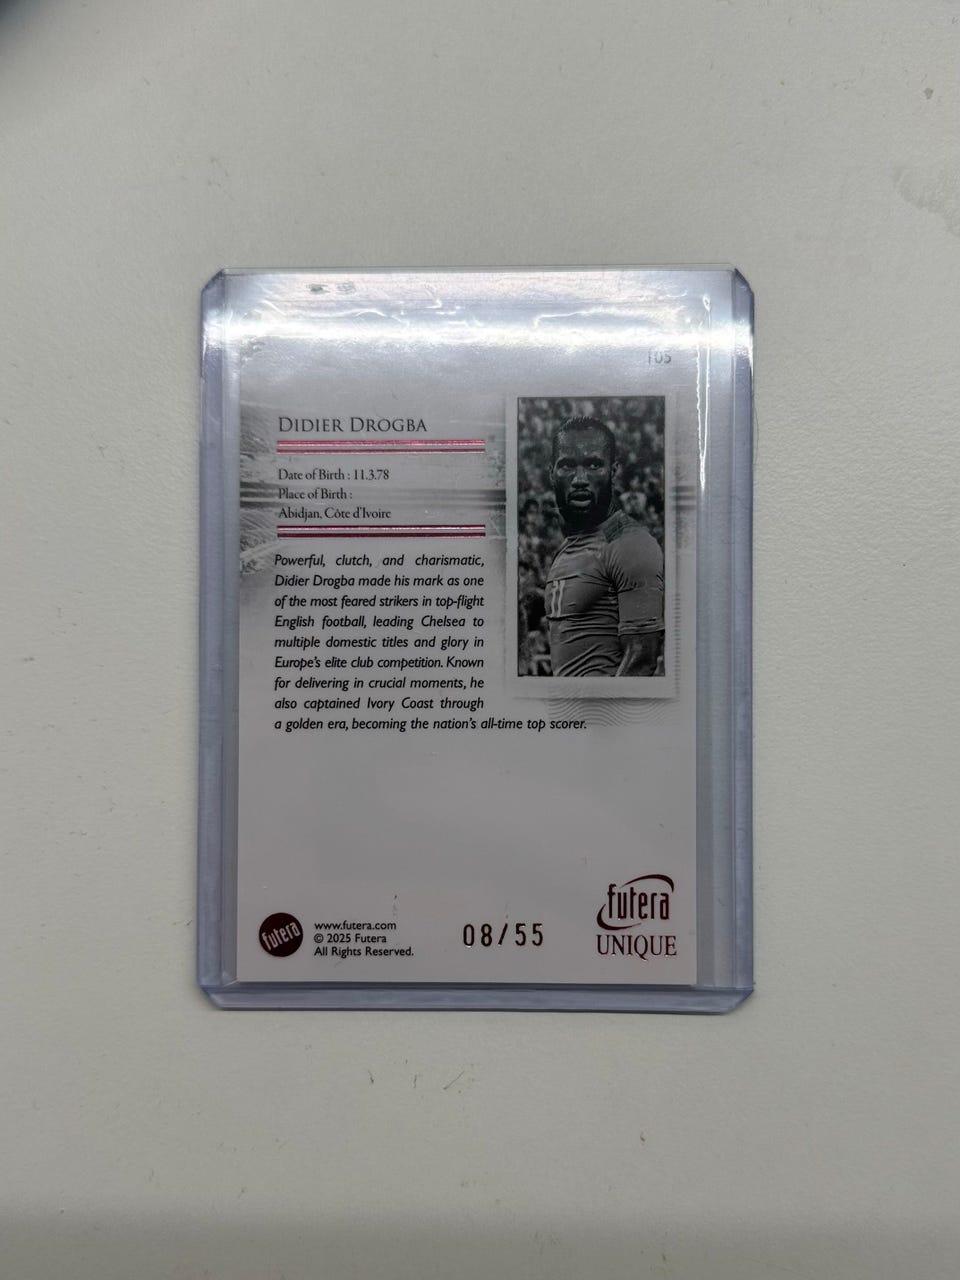 105
DIDIER DROGBA
Date of Birth : 11.3.78
Place of Birth :
Abidjan, Côte d'Ivoire
Powerful, clutch, and charismatic,
Didier Drogba made his mark as one
of the most feared strikers in top-flight
English football, leading Chelsea to
multiple domestic titles and glory in
Europe's elite club competition. Known
for delivering in crucial moments, he
also captained Ivory Coast through
a golden era, becoming the nation's all-time top scorer.
11
futera
www.futera.com
© 2025 Futera
All Rights Reserved.
08/55
futera
UNIQUE